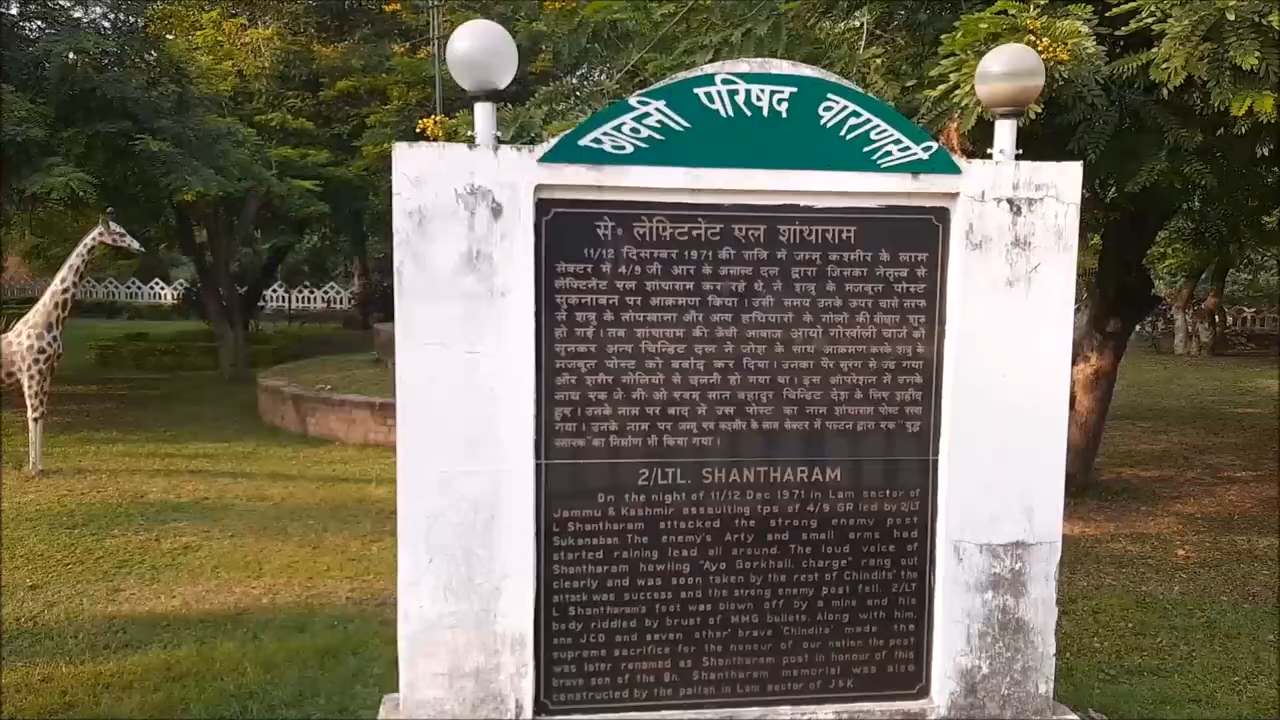 छावनी परिषद वाराणसी
से॰ लेफ़्टिनेंट एल शांथाराम
11/12 दिसम्बर 1971 की रात्रि मे जम्मू कश्मीर के लाम
सेक्टर में 4/9 जी आर के असाल्ट दल द्वारा जिसका नेतृत्व से॰
लेफ़्टिनेंट एल शांथाराम कर रहे थे, ने शत्रु के मजबूत पोस्ट
सुकनाबन पर आक्रमण किया। उसी समय उनके ऊपर चारो तरफ
से शत्रु के तोपखाना और अन्य हथियारों के गोलों की बौछार शुरु
हो गई। तब शांथाराम की ऊँची आवाज आयो गोर्खाली चार्ज को
सुनकर अन्य चिन्डिट दल ने जोश के साथ आक्रमण करके शत्रु के
मजबूत पोस्ट को बर्बाद कर दिया। उनका पैर सुरंग से उड गया
और शरीर गोलियों से छलनी हो गया था। इस ऑपरेशन में उनके
साथ एक जे॰ सी॰ ओ एवम् सात बहादुर चिन्डिट देश के लिए शहीद
हुए। उनके नाम पर बाद में उस पोस्ट का नाम शांथाराम पोस्ट रखा
गया। उनके नाम पर जम्मू एवं कश्मीर के लाम सेक्टर में पल्टन द्वारा एक "युद्ध
स्मारक" का निर्माण भी किया गया।
2/LTL. SHANTHARAM
On the night of 11/12 Dec 1971 in Lam sector of
Jammu & Kashmir assaulting tps of 4/9 GR led by 2/LT
L Shantharam attacked the strong enemy post
Sukanaban. The enemy's Arty and small arms had
started raining lead all around. The loud voice of
Shantharam howling "Ayo Gorkhali, charge" rang out
clearly and was soon taken by the rest of Chindits' the
attack was success and the strong enemy post fell. 2/LT
L Shantharam's foot was blown off by a mine and his
body riddled by brust of MMG bullets. Along with him,
one JCO and seven other' brave 'Chindits' made the
supreme sacrifice for the honour of our nation the post
was later renamed as Shantharam post in honour of this
brave son of the Bn. Shantharam memorial was also
constructed by the paltan in Lam sector of J&K.